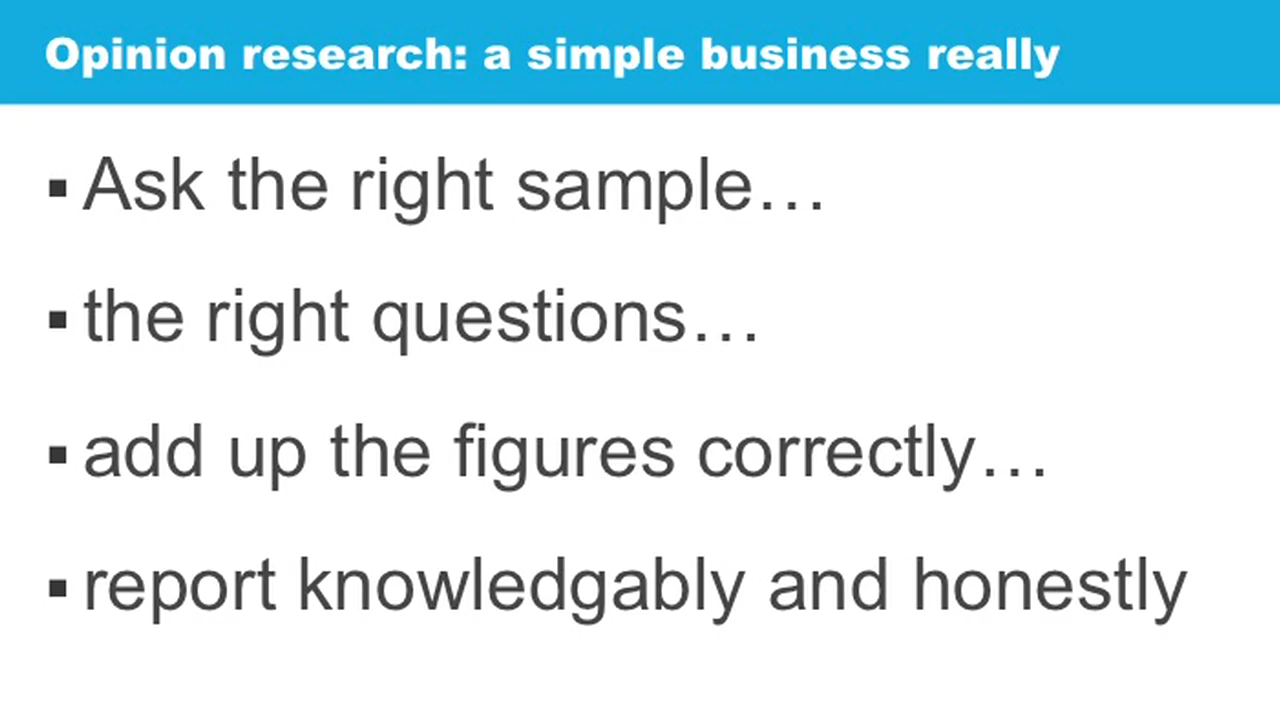 Opinion research: a simple business really
▪ Ask the right sample…
▪ the right questions…
▪ add up the figures correctly…
▪ report knowledgably and honestly